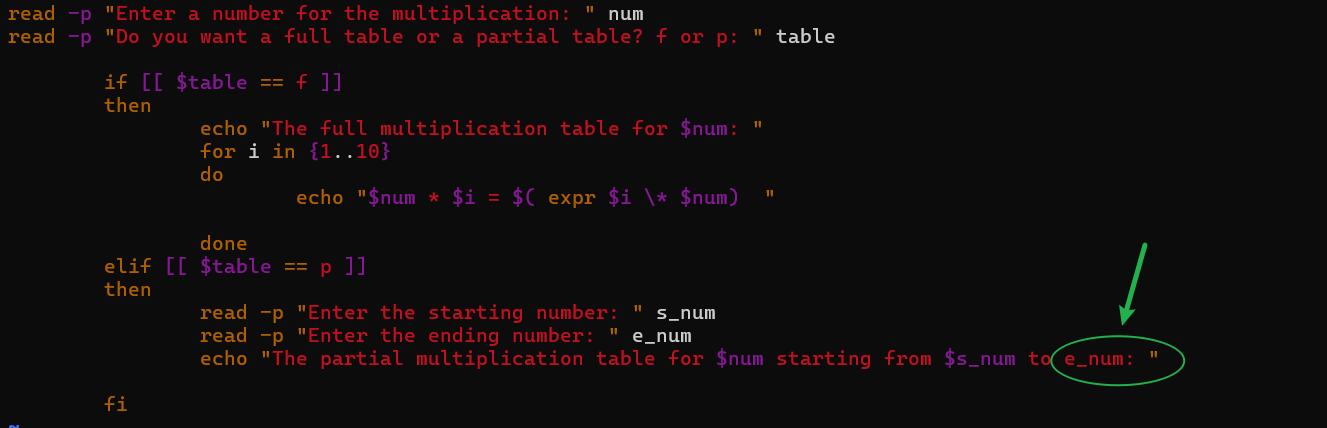 read -p "Enter a number for the multiplication: " num
read -p "Do you want a full table or a partial table? f or p: " table
if [[ $table == f ]]
then
echo "The full multiplication table for $num: "
for i in {1..10}
do
echo "$num * $i = $( expr $i \* $num)  "
done
elif [[ $table == p ]]
then
read -p "Enter the starting number: " s_num
read -p "Enter the ending number: " e_num
echo "The partial multiplication table for $num starting from $s_num to e_num: "
fi
~